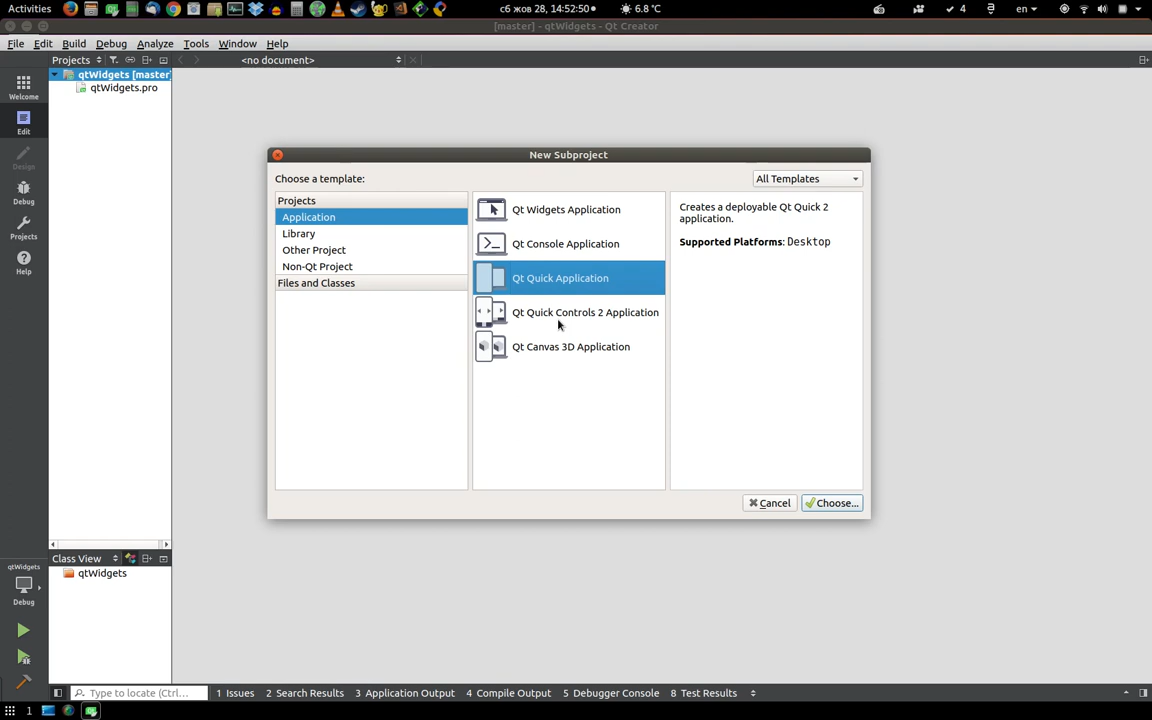 Activities
сб жов 28, 14:52:50
6.8 °C
4
en
[master] - qtWidgets - Qt Creator
File Edit Build Debug Analyze Tools Window Help
Projects
<no document>
Welcome
Edit
Design
Debug
Projects
Help
qtWidgets [master]
qtWidgets.pro
New Subproject
Choose a template:
All Templates
Projects
Application
Library
Other Project
Non-Qt Project
Files and Classes
Qt Widgets Application
Qt Console Application
Qt Quick Application
Qt Quick Controls 2 Application
Qt Canvas 3D Application
Creates a deployable Qt Quick 2
application.
Supported Platforms: Desktop
Cancel
Choose...
Class View
qtWidgets
qtWidgets
Debug
Type to locate (Ctrl...
1 Issues
2 Search Results
3 Application Output
4 Compile Output
5 Debugger Console
8 Test Results
1